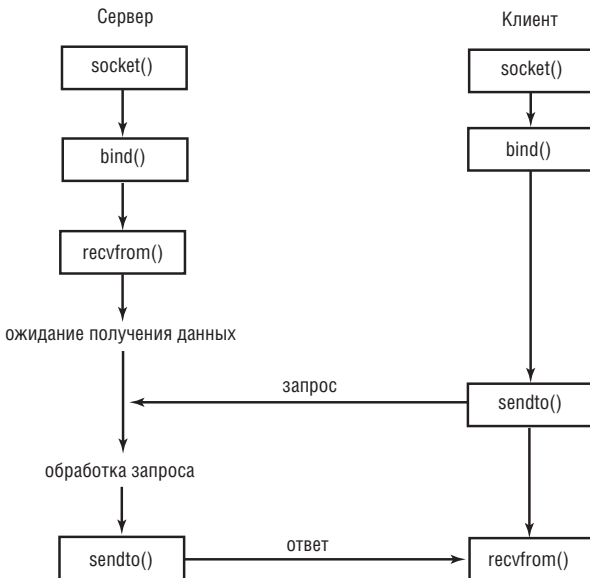 Сервер
Клиент
socket()
socket()
bind()
bind()
recvfrom()
ожидание получения данных
запрос
sendto()
обработка запроса
sendto()
ответ
recvfrom()